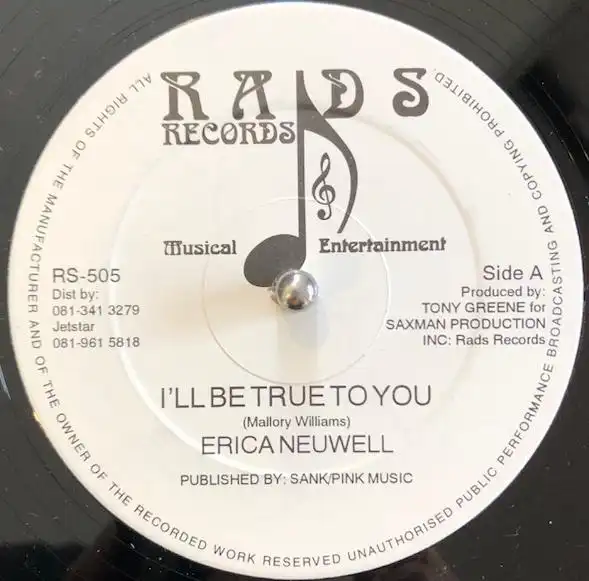 RADS
RECORDS
Musical Entertainment
RS-505
Dist by:
081-341 3279
Jetstar
081-961 5818
Side A
Produced by:
TONY GREENE for
SAXMAN PRODUCTION
INC: Rads Records
I'LL BE TRUE TO YOU
(Mallory Williams)
ERICA NEUWELL
PUBLISHED BY: SANK/PINK MUSIC
ALL RIGHTS OF THE MANUFACTURER AND OF THE OWNER OF THE RECORDED WORK RESERVED UNAUTHORISED PUBLIC PERFORMANCE BROADCASTING AND COPYING PROHIBITED.